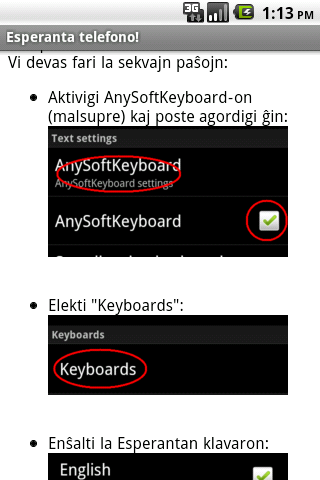 3G 1:13 PM
Esperanta telefono!
Vi devas fari la sekvajn paŝojn:
Aktivigi AnySoftKeyboard-on
(malsupre) kaj poste agordigi ĝin:
Text settings
AnySoftKeyboard
AnySoftKeyboard settings
AnySoftKeyboard
Elekti "Keyboards":
Keyboards
Keyboards
Enŝalti la Esperantan klavaron:
English